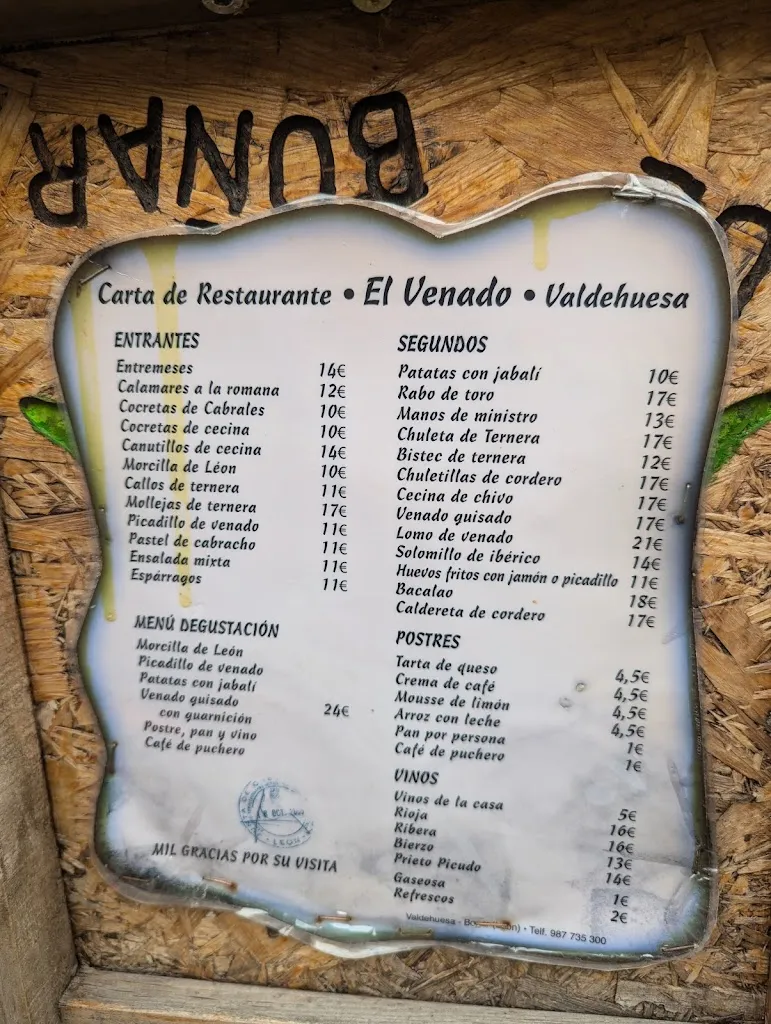 BOÑAR
Carta de Restaurante • El Venado • Valdehuesa
ENTRANTES
Entremeses 14€
Calamares a la romana 12€
Cocretas de Cabrales 10€
Cocretas de cecina 10€
Canutillos de cecina 14€
Morcilla de Léon 10€
Callos de ternera 11€
Mollejas de ternera 17€
Picadillo de venado 11€
Pastel de cabracho 11€
Ensalada mixta 11€
Espárragos 11€
MENÚ DEGUSTACIÓN
Morcilla de León
Picadillo de venado
Patatas con jabalí
Venado guisado
con guarnición 24€
Postre, pan y vino
Café de puchero
MIL GRACIAS POR SU VISITA
SEGUNDOS
Patatas con jabalí 10€
Rabo de toro 17€
Manos de ministro 13€
Chuleta de Ternera 17€
Bistec de ternera 12€
Chuletillas de cordero 17€
Cecina de chivo 17€
Venado guisado 17€
Lomo de venado 21€
Solomillo de ibérico 14€
Huevos fritos con jamón o picadillo 11€
Bacalao 18€
Caldereta de cordero 17€
POSTRES
Tarta de queso 4,5€
Crema de café 4,5€
Mousse de limón 4,5€
Arroz con leche 4,5€
Pan por persona 1€
Café de puchero 1€
VINOS
Vinos de la casa 5€
Rioja 16€
Ribera 16€
Bierzo 13€
Prieto Picudo 14€
Gaseosa 1€
Refrescos 2€
Valdehuesa - • Telf. 987 735 300